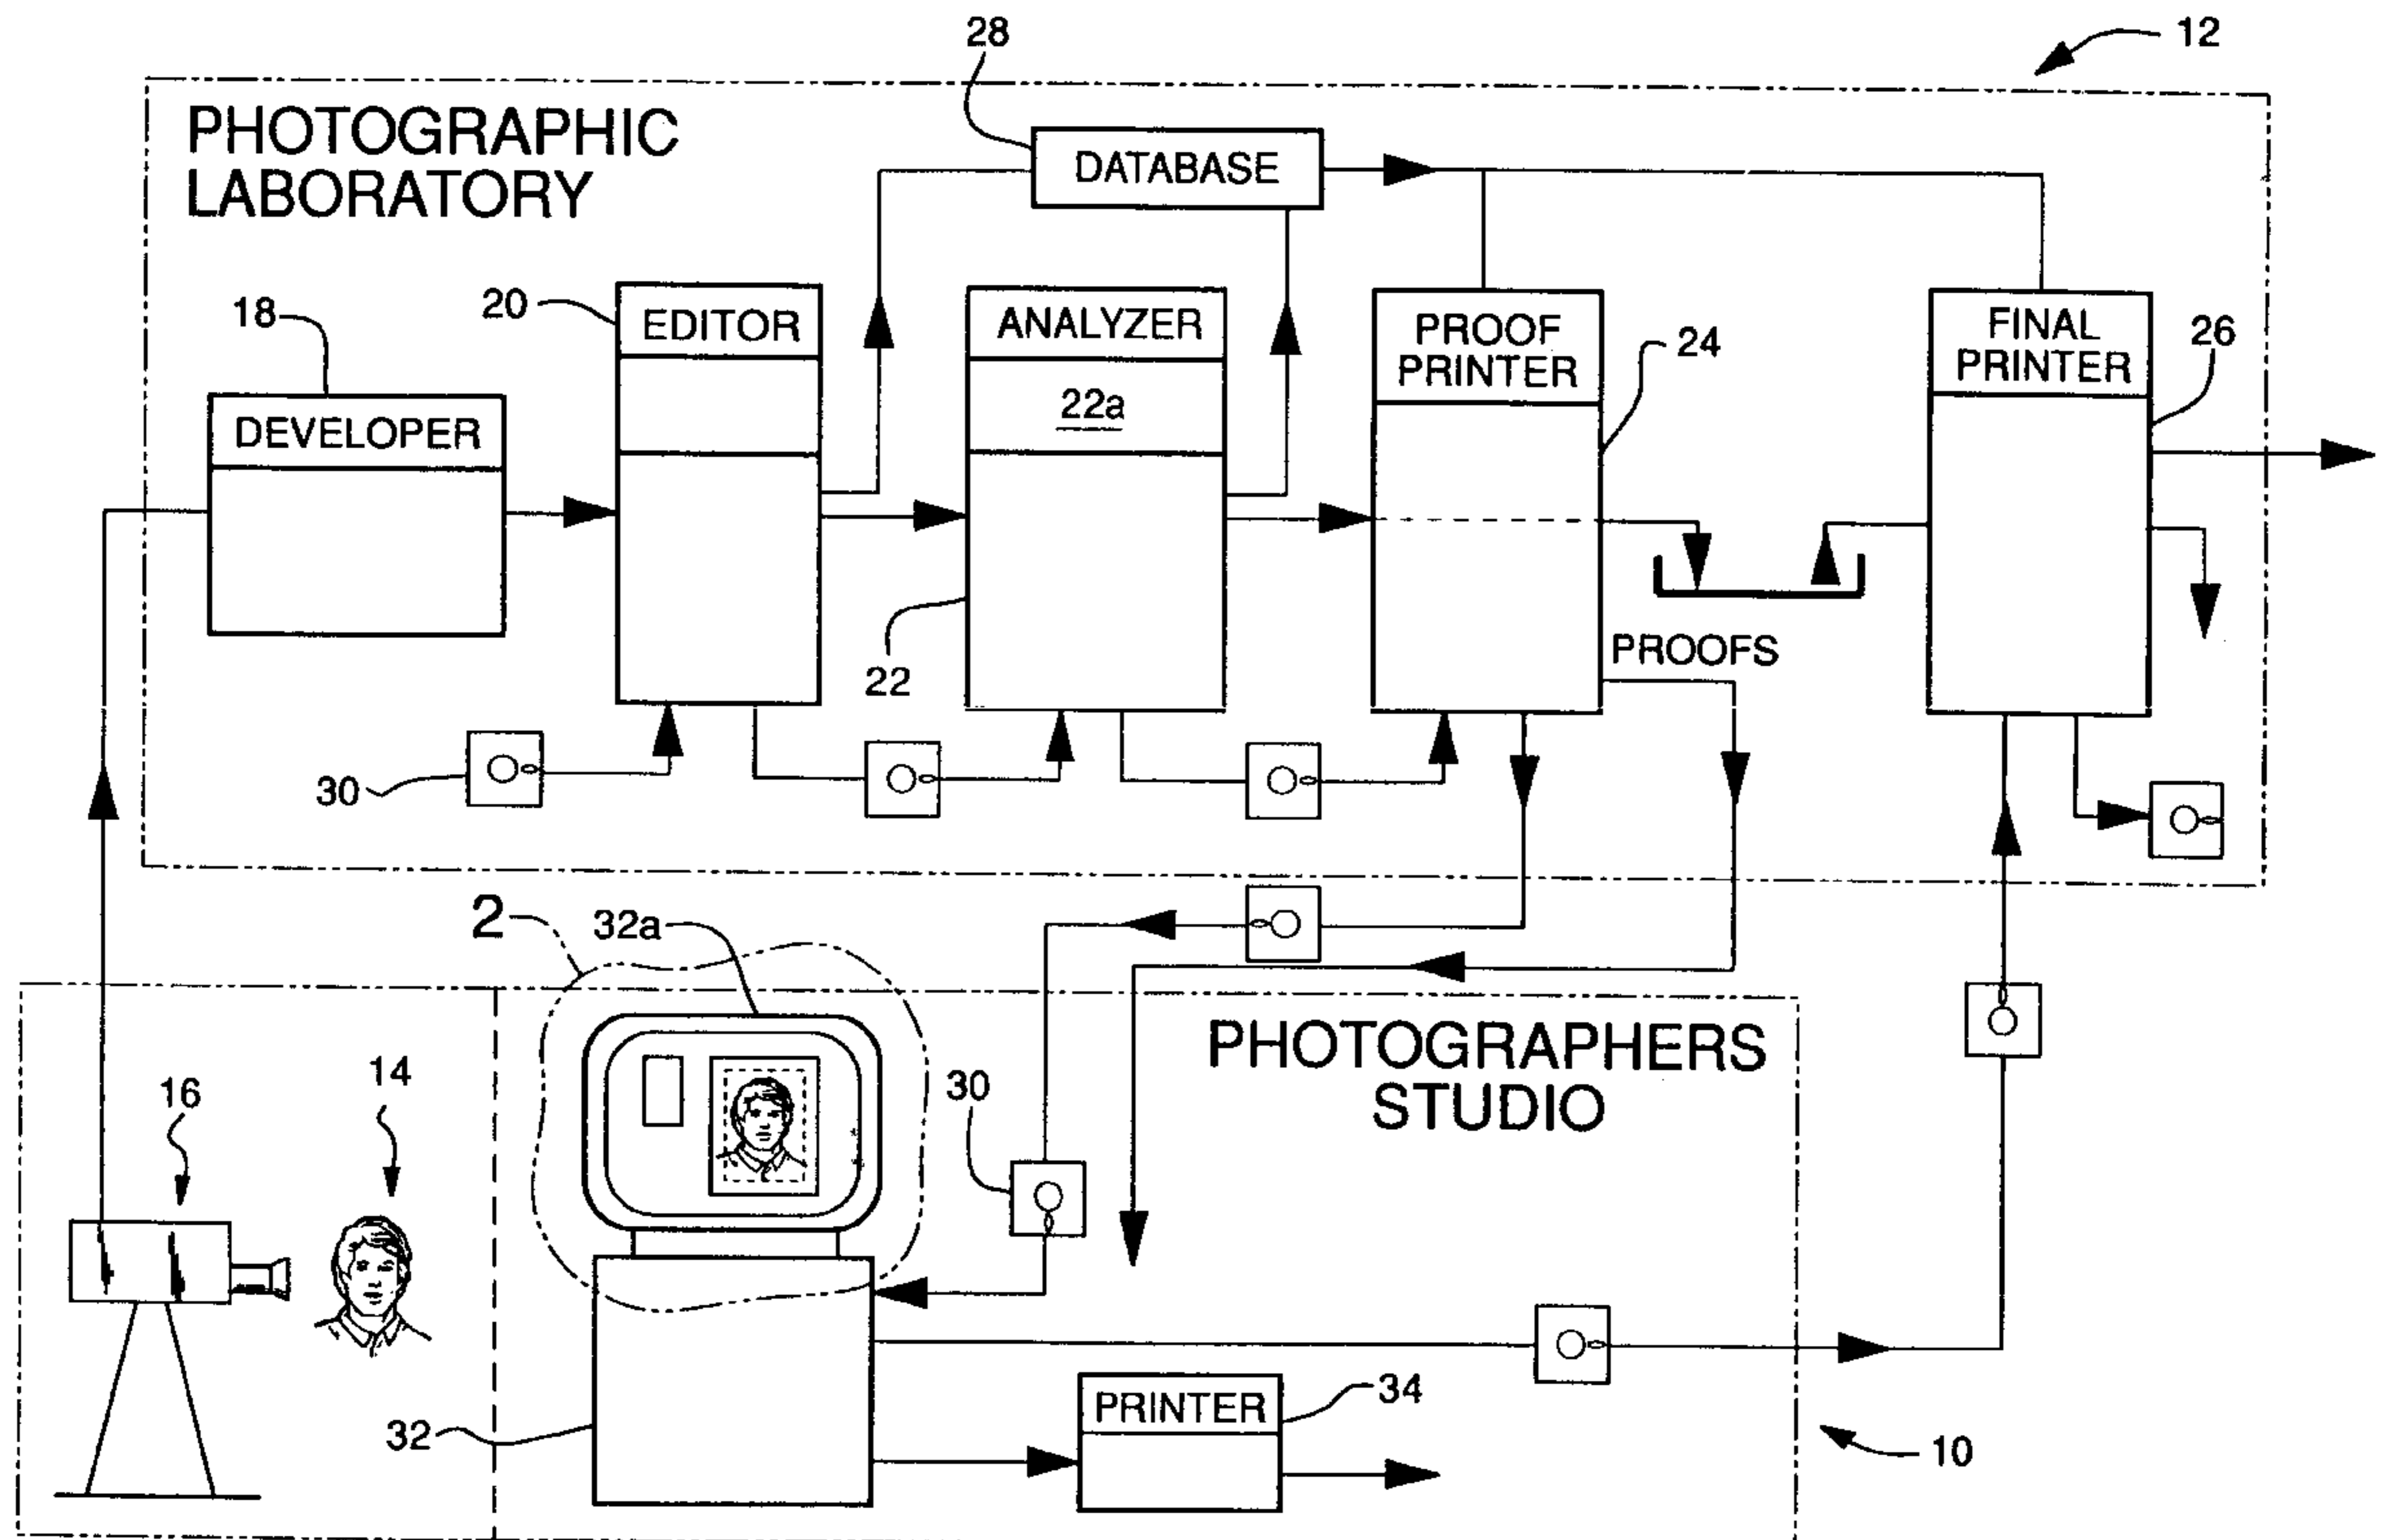 28
12
PHOTOGRAPHIC
LABORATORY
DATABASE
18
20
EDITOR
ANALYZER
PROOF
PRINTER
24
FINAL
PRINTER
26
DEVELOPER
22a
22
PROOFS
30
2
32a
PHOTOGRAPHERS
STUDIO
16
14
30
32
PRINTER
34
10